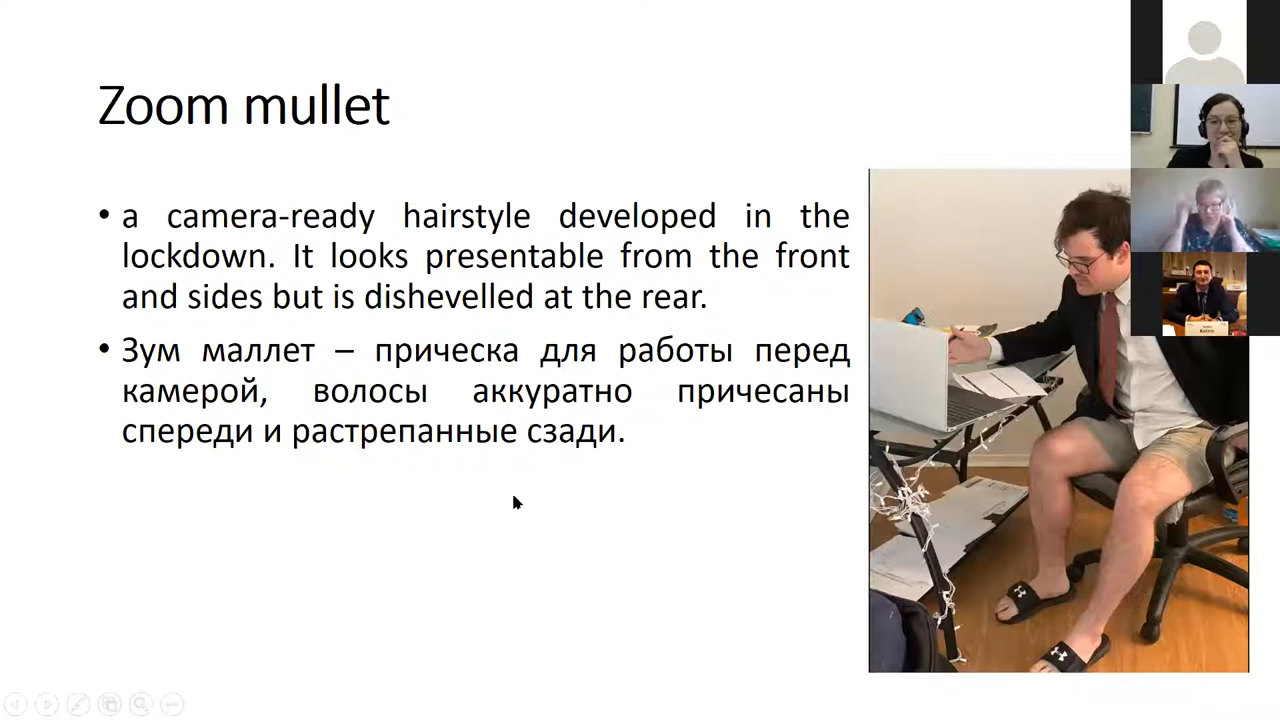 Zoom mullet
• a camera-ready hairstyle developed in the
lockdown. It looks presentable from the front
and sides but is dishevelled at the rear.
• Зум маллет – прическа для работы перед
камерой, волосы аккуратно причесаны
спереди и растрепанные сзади.